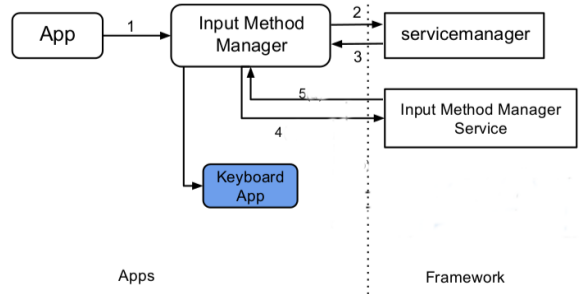 App
1
Input Method
Manager
2
3
servicemanager
5
4
Input Method Manager
Service
Keyboard
App
Apps
Framework